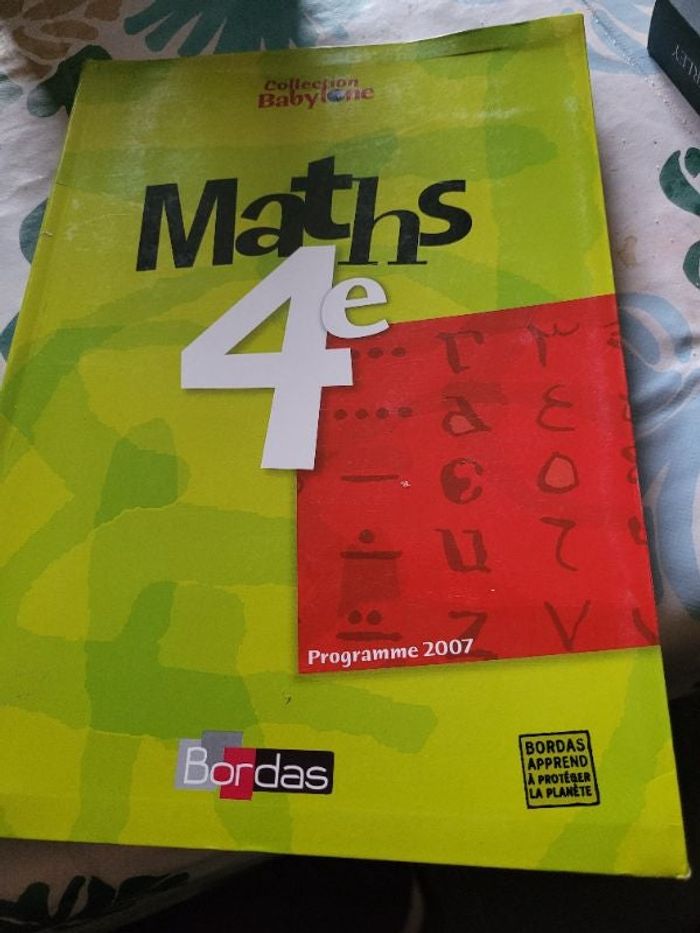 Collection
Babylone
Maths
4e
Programme 2007
Bordas
BORDAS
APPREND
À PROTÉGER
LA PLANÈTE